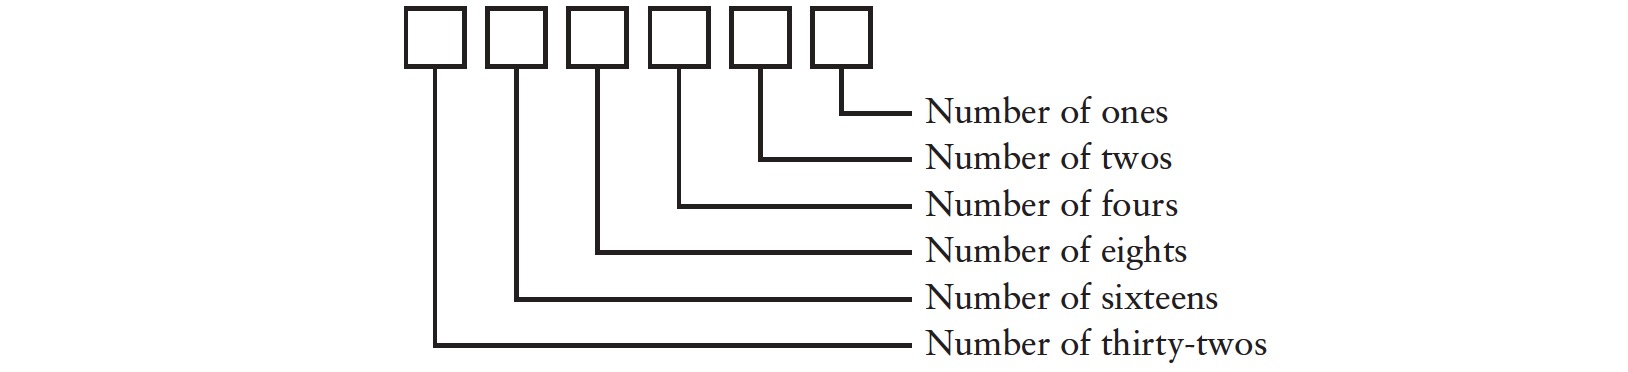 Number of ones
Number of twos
Number of fours
Number of eights
Number of sixteens
Number of thirty-twos